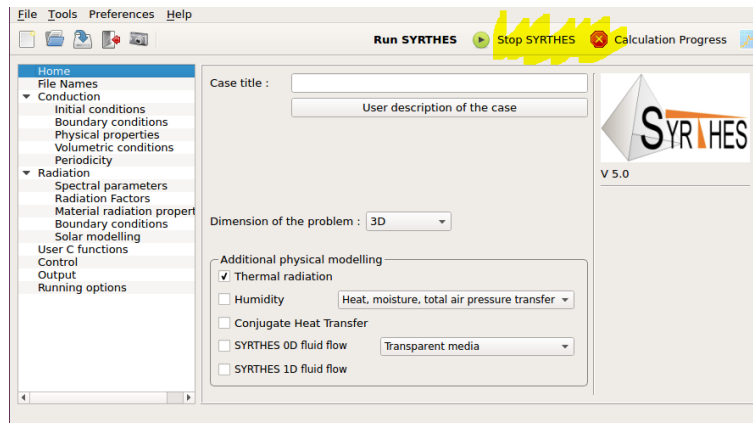 File Tools Preferences Help
Run SYRTHES Stop SYRTHES Calculation Progress
Home
File Names
Conduction
Initial conditions
Boundary conditions
Physical properties
Volumetric conditions
Periodicity
Radiation
Spectral parameters
Radiation Factors
Material radiation propert
Boundary conditions
Solar modelling
User C functions
Control
Output
Running options
Case title :
User description of the case
Dimension of the problem : 3D
Additional physical modelling
Thermal radiation
Humidity Heat, moisture, total air pressure transfer
Conjugate Heat Transfer
SYRTHES 0D fluid flow Transparent media
SYRTHES 1D fluid flow
SYRTHES
V 5.0